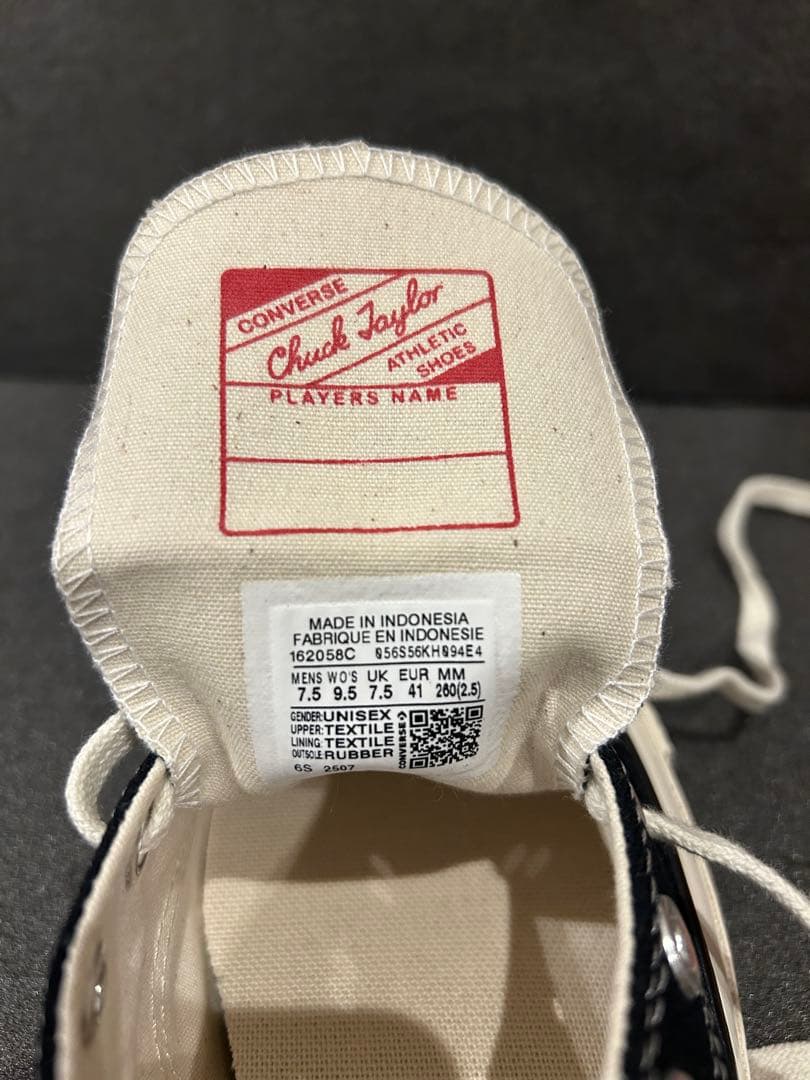 CONVERSE
Chuck Taylor
ATHLETIC
SHOES
PLAYERS NAME
MADE IN INDONESIA
FABRIQUE EN INDONESIE
162058C 056S56KH094E4
MENS WO'S UK EUR MM
7.5 9.5 7.5 41 260(2.5)
GENDER:UNISEX
UPPER:TEXTILE
LINING:TEXTILE
OUTSOLE:RUBBER
CONVERSE
6S 2507